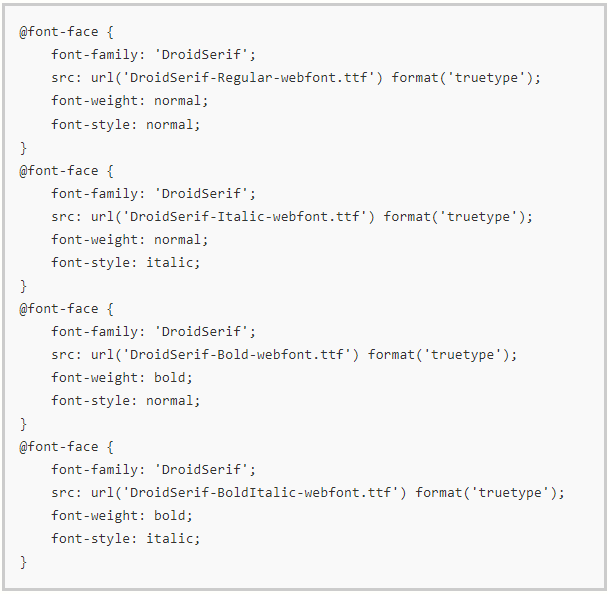 @font-face {
    font-family: 'DroidSerif';
    src: url('DroidSerif-Regular-webfont.ttf') format('truetype');
    font-weight: normal;
    font-style: normal;
}
@font-face {
    font-family: 'DroidSerif';
    src: url('DroidSerif-Italic-webfont.ttf') format('truetype');
    font-weight: normal;
    font-style: italic;
}
@font-face {
    font-family: 'DroidSerif';
    src: url('DroidSerif-Bold-webfont.ttf') format('truetype');
    font-weight: bold;
    font-style: normal;
}
@font-face {
    font-family: 'DroidSerif';
    src: url('DroidSerif-BoldItalic-webfont.ttf') format('truetype');
    font-weight: bold;
    font-style: italic;
}